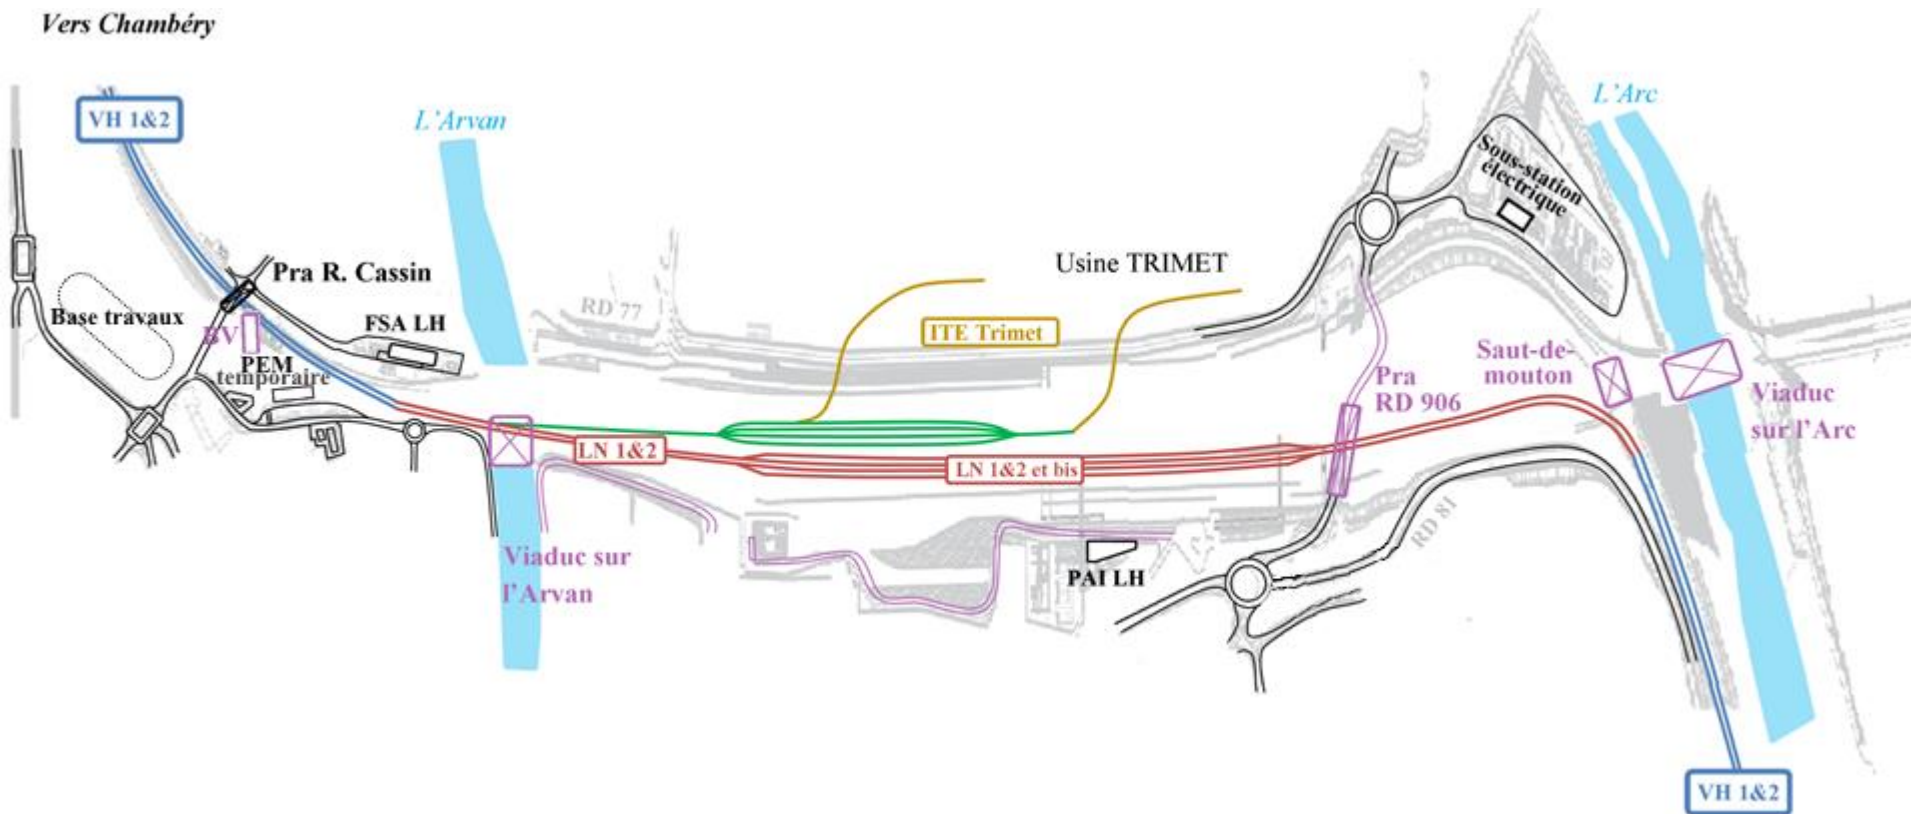 Vers Chambéry
VH 1&2
L'Arvan
L'Arc
Sous-station
électrique
Pra R. Cassin
Usine TRIMET
Base travaux
RD 77
FSA LH
ITE Trimet
BV
PEM
temporaire
Saut-de-
mouton
Pra
RD 906
Viaduc
sur l'Arc
LN 1&2
LN 1&2 et bis
RD 81
Viaduc sur
l'Arvan
PAI LH
VH 1&2